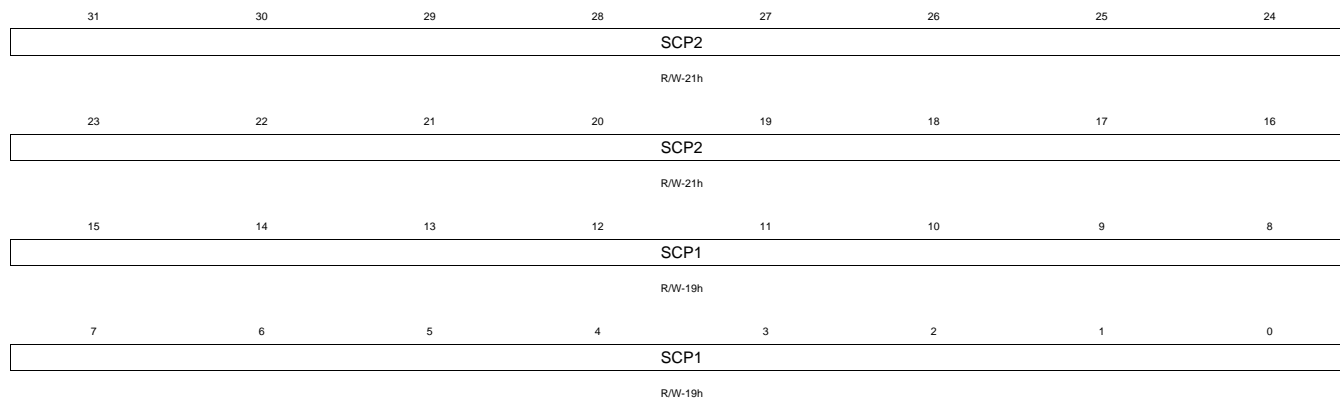 31 30 29 28 27 26 25 24
SCP2
R/W-21h
23 22 21 20 19 18 17 16
SCP2
R/W-21h
15 14 13 12 11 10 9 8
SCP1
R/W-19h
7 6 5 4 3 2 1 0
SCP1
R/W-19h